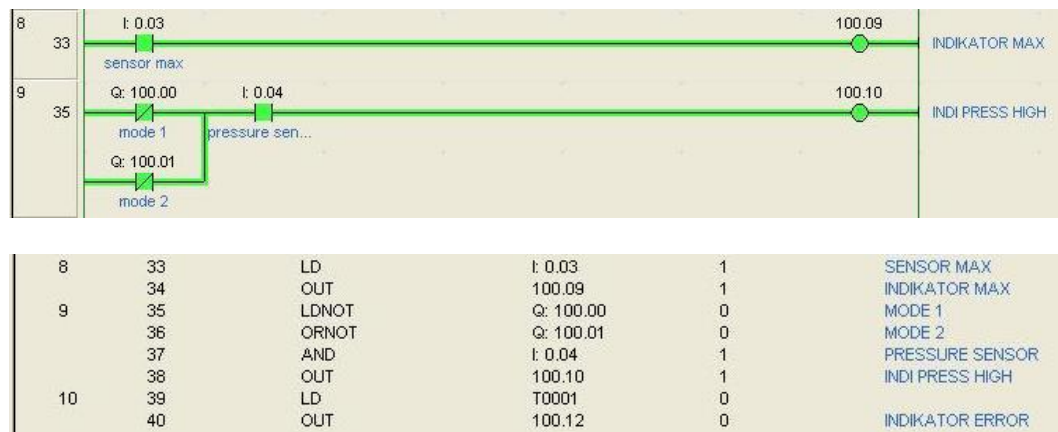 8 I: 0.03 100.09
33 INDIKATOR MAX
sensor max
9 Q: 100.00 I: 0.04 100.10
35 INDI PRESS HIGH
mode 1 pressure sen...
Q: 100.01
mode 2
8 33 LD I: 0.03 1 SENSOR MAX
34 OUT 100.09 1 INDIKATOR MAX
9 35 LDNOT Q: 100.00 0 MODE 1
36 ORNOT Q: 100.01 0 MODE 2
37 AND I: 0.04 1 PRESSURE SENSOR
38 OUT 100.10 1 INDI PRESS HIGH
10 39 LD T0001 0
40 OUT 100.12 0 INDIKATOR ERROR